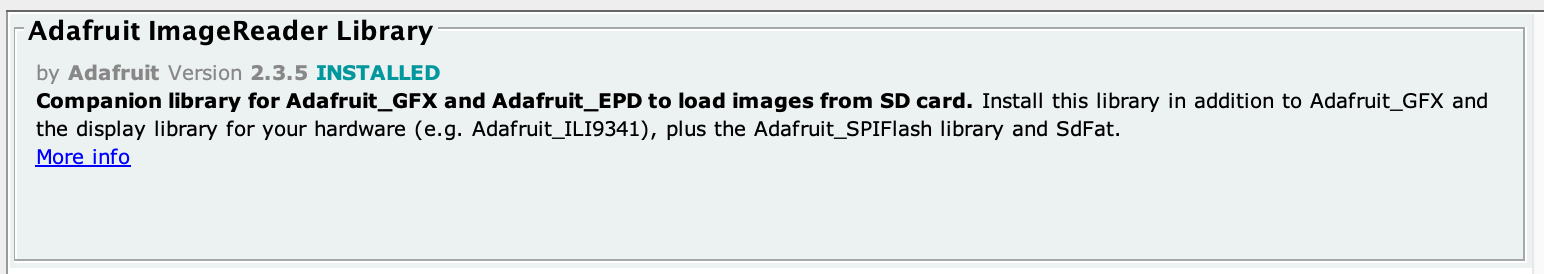 Adafruit ImageReader Library
by Adafruit Version 2.3.5 INSTALLED
Companion library for Adafruit_GFX and Adafruit_EPD to load images from SD card. Install this library in addition to Adafruit_GFX and
the display library for your hardware (e.g. Adafruit_ILI9341), plus the Adafruit_SPIFlash library and SdFat.
More info